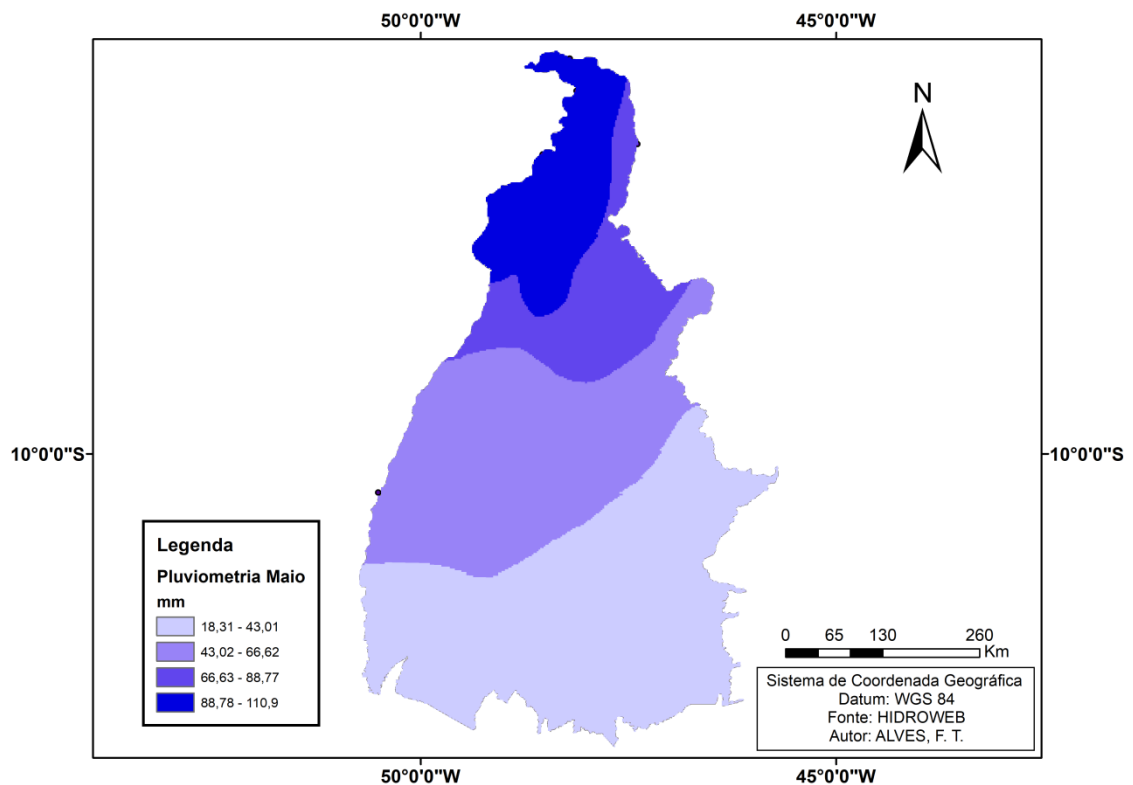 50°0'0"W
45°0'0"W
N
10°0'0"S
10°0'0"S
Legenda
Pluviometria Maio
mm
18,31 - 43,01
43,02 - 66,62
66,63 - 88,77
88,78 - 110,9
0 65 130 260
Km
Sistema de Coordenada Geográfica
Datum: WGS 84
Fonte: HIDROWEB
Autor: ALVES, F. T.
50°0'0"W
45°0'0"W